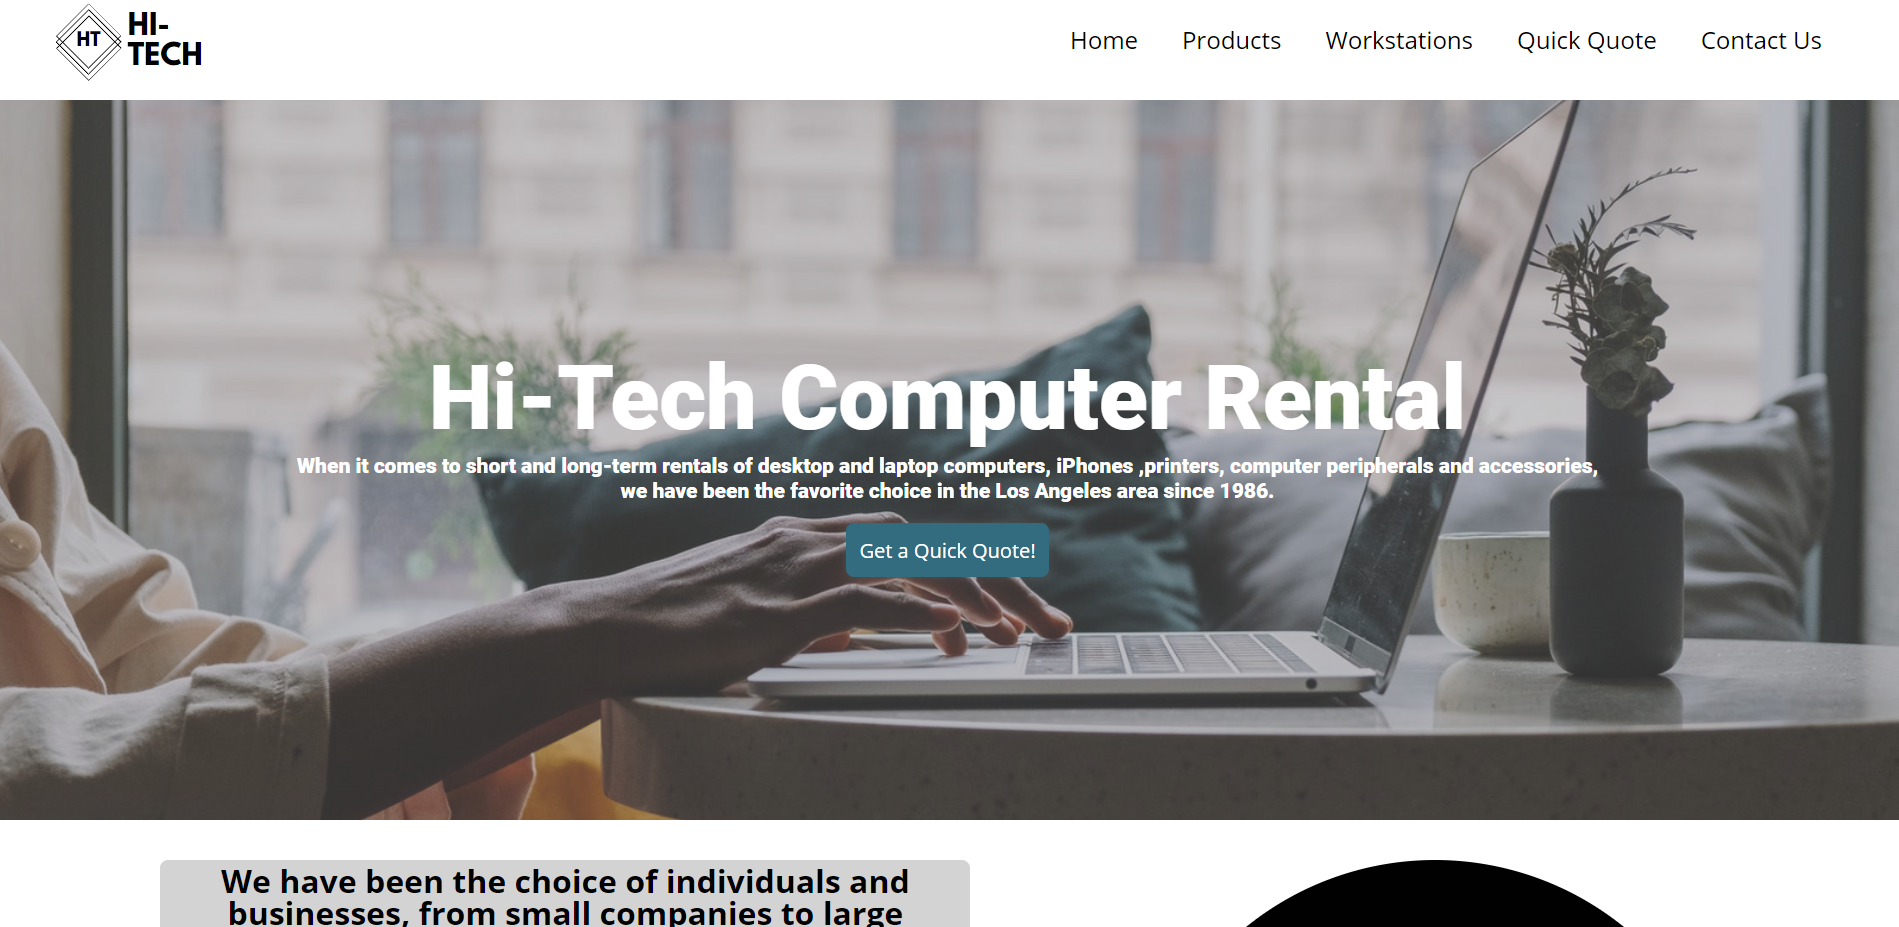 HT
HI-
TECH
Home Products Workstations Quick Quote Contact Us
Hi-Tech Computer Rental
When it comes to short and long-term rentals of desktop and laptop computers, iPhones ,printers, computer peripherals and accessories,
we have been the favorite choice in the Los Angeles area since 1986.
Get a Quick Quote!
We have been the choice of individuals and
businesses, from small companies to large